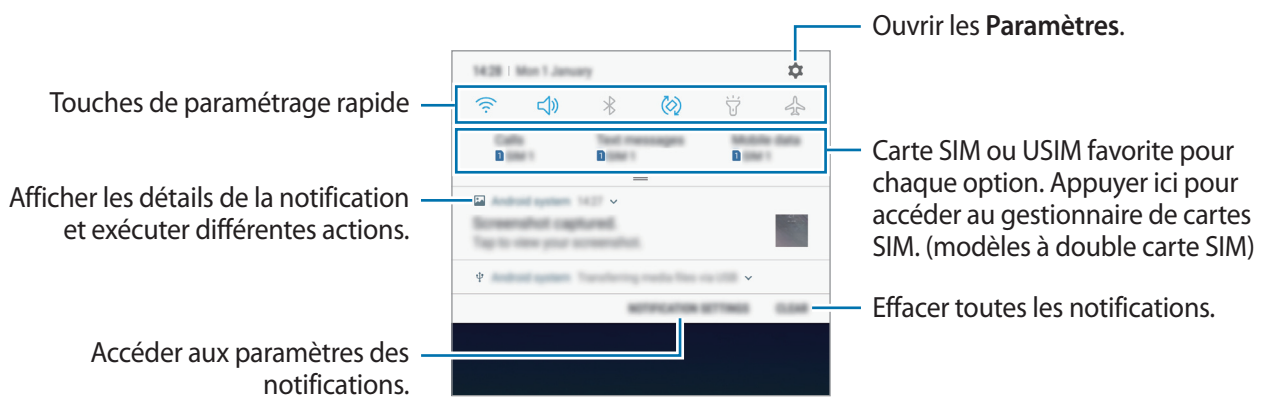 Ouvrir les Paramètres.
14:28 | Mon 1 January
Touches de paramétrage rapide
Calls Text messages Mobile data
1 SIM 1 1 SIM 1 1 SIM 1
Carte SIM ou USIM favorite pour
chaque option. Appuyer ici pour
accéder au gestionnaire de cartes
SIM. (modèles à double carte SIM)
Afficher les détails de la notification
et exécuter différentes actions.
Android system 14:27
Screenshot captured.
Tap to view your screenshot.
Android system Transferring media files via USB
NOTIFICATION SETTINGS CLEAR
Effacer toutes les notifications.
Accéder aux paramètres des
notifications.